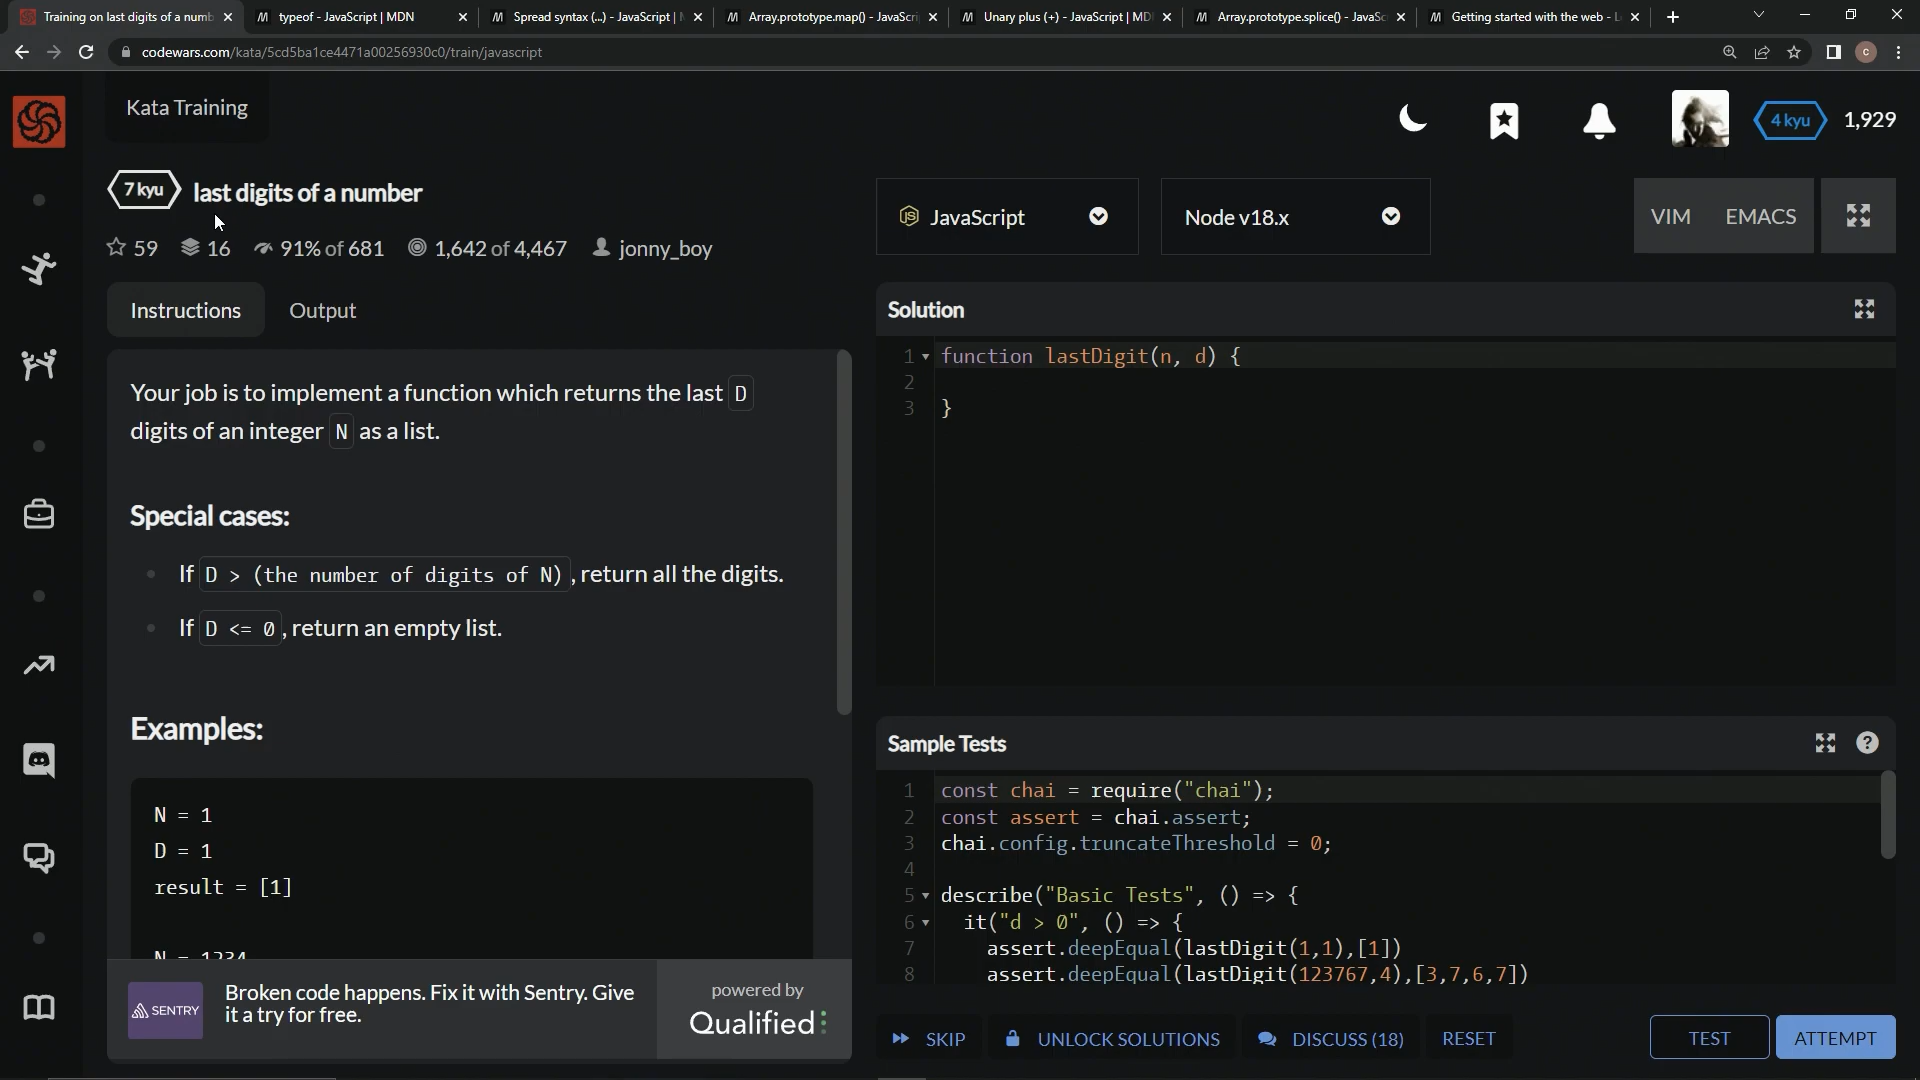 Training on last digits of a numb
typeof - JavaScript | MDN
Spread syntax (...) - JavaScript |
Array.prototype.map() - JavaScri
Unary plus (+) - JavaScript | MD
Array.prototype.splice() - JavaSc
Getting started with the web - L
codewars.com/kata/5cd5ba1ce4471a00256930c0/train/javascript
C
Kata Training
4 kyu 1,929
7 kyu last digits of a number
59 16 91% of 681 1,642 of 4,467 jonny_boy
JS JavaScript
Node v18.x
VIM EMACS
Instructions Output
Your job is to implement a function which returns the last D
digits of an integer N as a list.
Special cases:
If D > (the number of digits of N), return all the digits.
If D <= 0, return an empty list.
Examples:
N = 1
D = 1
result = [1]
N = 1234
SENTRY
Broken code happens. Fix it with Sentry. Give
it a try for free.
powered by
Qualified
Solution
1 function lastDigit(n, d) {
2
3 }
Sample Tests
?
1 const chai = require("chai");
2 const assert = chai.assert;
3 chai.config.truncateThreshold = 0;
4
5 describe("Basic Tests", () => {
6 it("d > 0", () => {
7 assert.deepEqual(lastDigit(1,1),[1])
8 assert.deepEqual(lastDigit(123767,4),[3,7,6,7])
SKIP UNLOCK SOLUTIONS DISCUSS (18) RESET TEST ATTEMPT